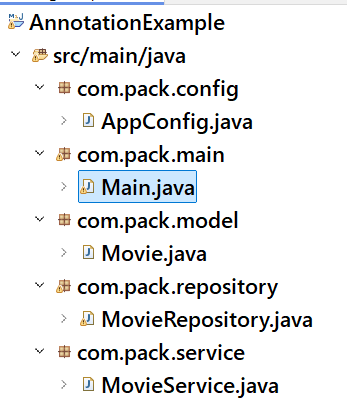 AnnotationExample
src/main/java
com.pack.config
AppConfig.java
com.pack.main
Main.java
com.pack.model
Movie.java
com.pack.repository
MovieRepository.java
com.pack.service
MovieService.java